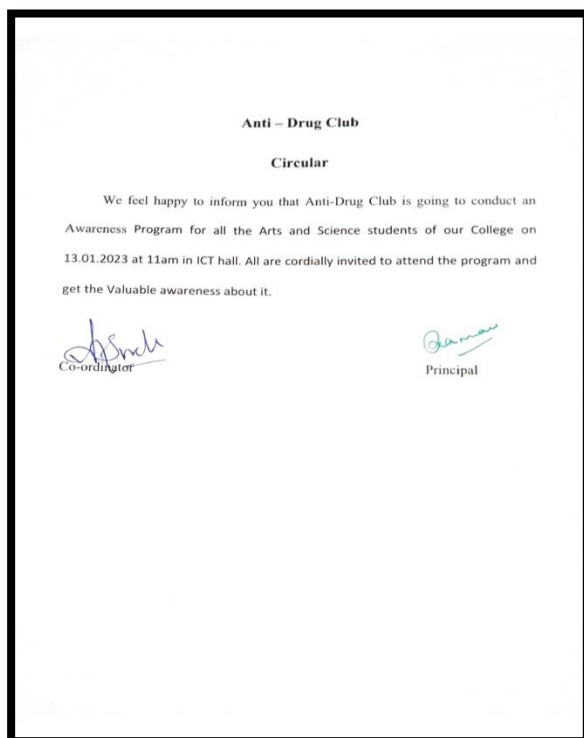 Anti – Drug Club
Circular
We feel happy to inform you that Anti-Drug Club is going to conduct an
Awareness Program for all the Arts and Science students of our College on
13.01.2023 at 11am in ICT hall. All are cordially invited to attend the program and
get the Valuable awareness about it.
Co-ordinator
Principal